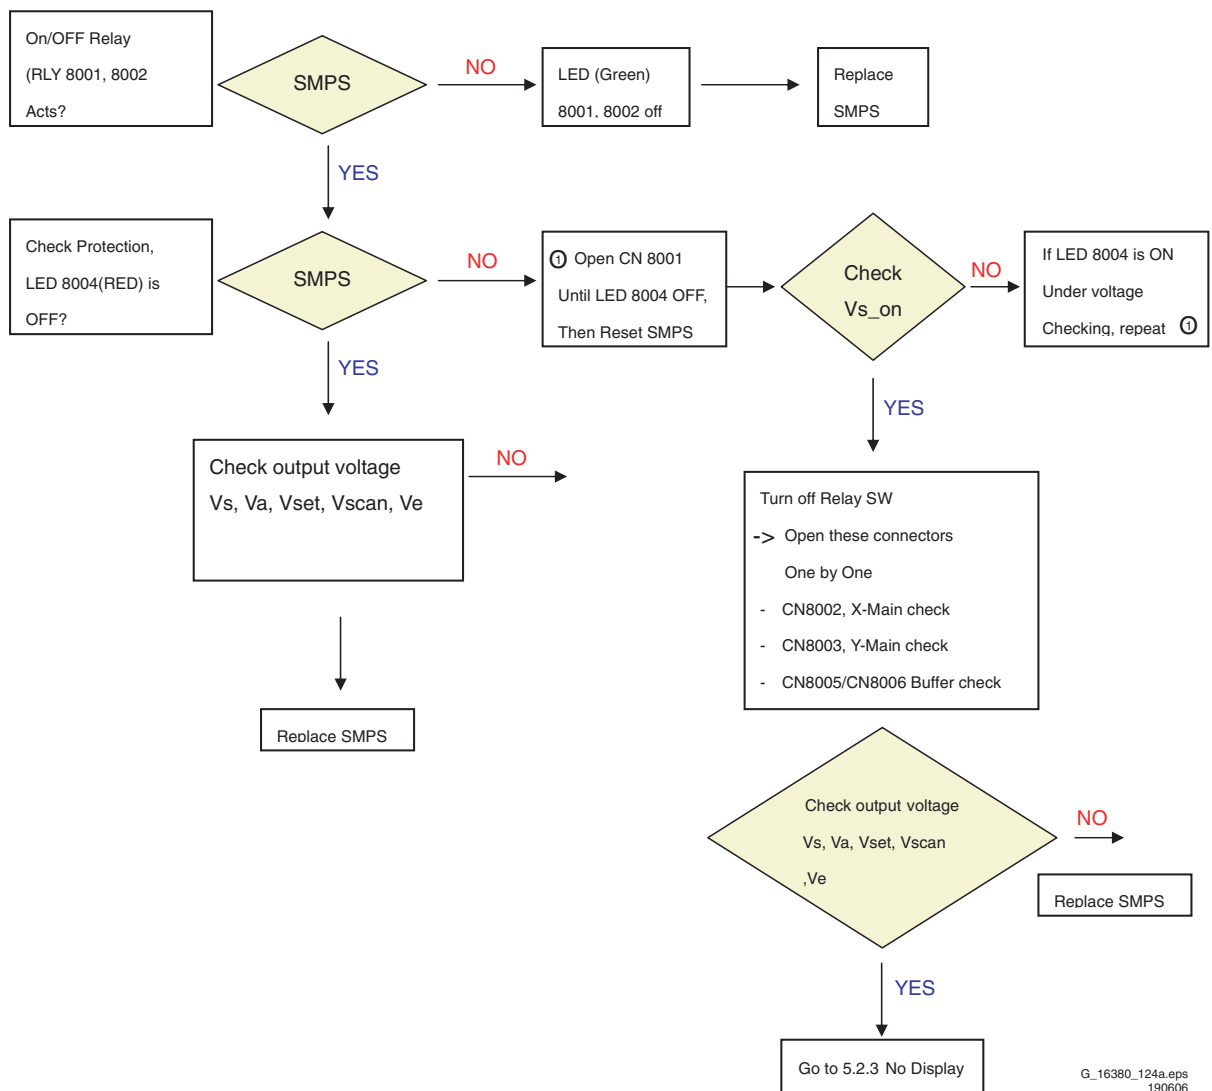 On/OFF Relay
(RLY 8001, 8002
Acts?
SMPS
NO
LED (Green)
8001, 8002 off
Replace
SMPS
YES
Check Protection,
LED 8004(RED) is
OFF?
SMPS
NO
① Open CN 8001
Until LED 8004 OFF,
Then Reset SMPS
Check
Vs_on
NO
If LED 8004 is ON
Under voltage
Checking, repeat ①
YES
YES
Check output voltage
Vs, Va, Vset, Vscan, Ve
NO
Replace SMPS
Turn off Relay SW
-> Open these connectors
One by One
- CN8002, X-Main check
- CN8003, Y-Main check
- CN8005/CN8006 Buffer check
Check output voltage
Vs, Va, Vset, Vscan
,Ve
NO
Replace SMPS
YES
Go to 5.2.3 No Display
G_16380_124a.eps
190606